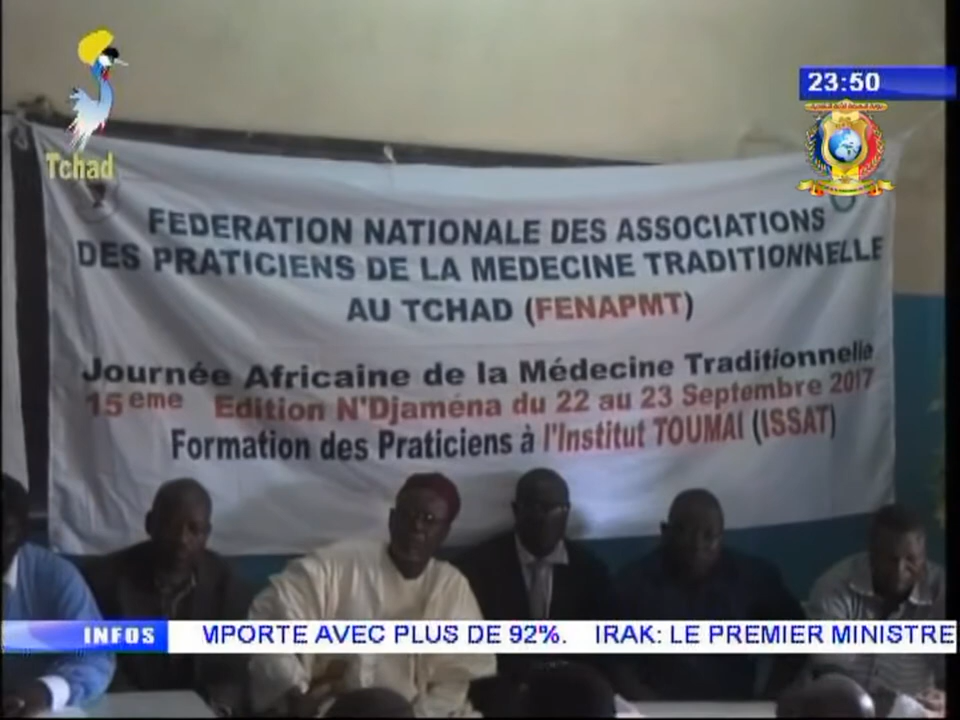 23:50
Tchad
FEDERATION NATIONALE DES ASSOCIATIONS
DES PRATICIENS DE LA MEDECINE TRADITIONNELLE
AU TCHAD (FENAPMT)
Journée Africaine de la Médecine Traditionnelle
15eme Edition N'Djaména du 22 au 23 Septembre 2017
Formation des Praticiens à l'Institut TOUMAI (ISSAT)
INFOS MPORTE AVEC PLUS DE 92%. IRAK: LE PREMIER MINISTRE